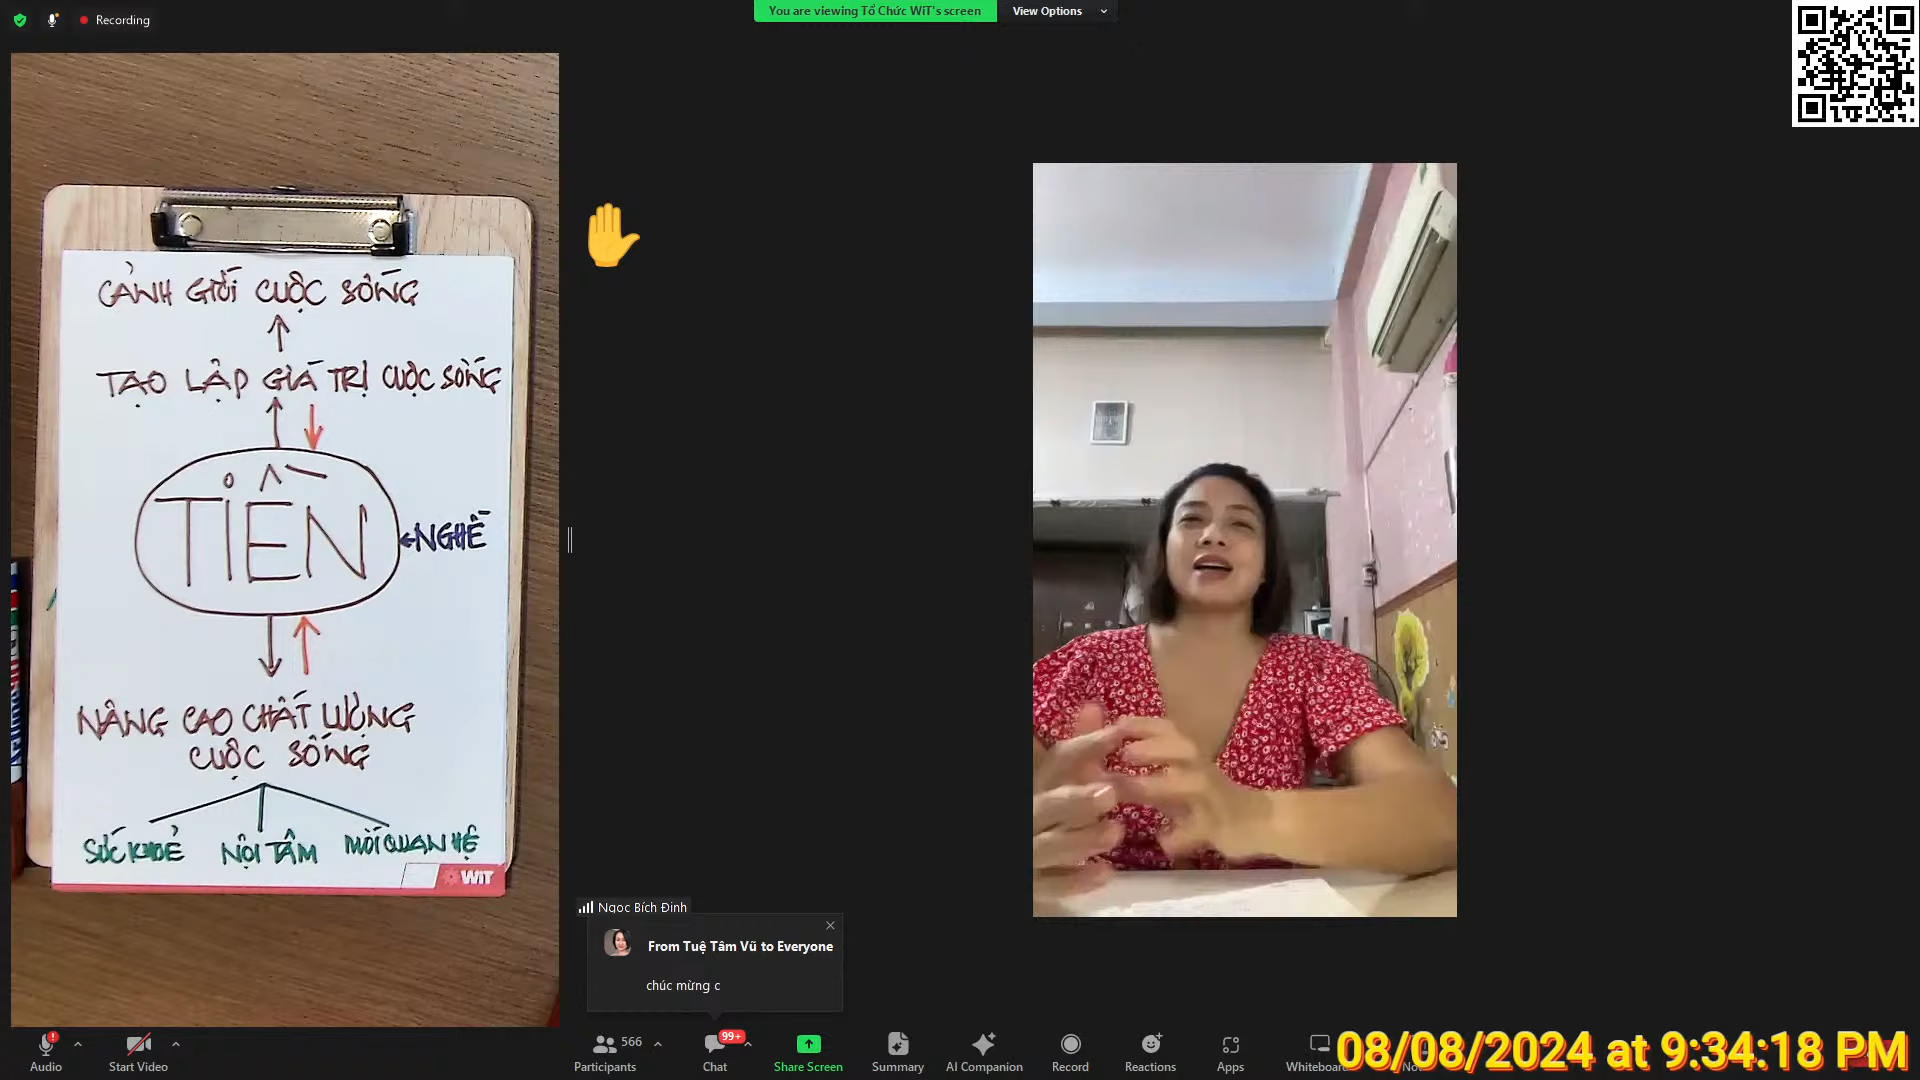 Recording
You are viewing Tổ Chức WiT's screen
View Options
CẢNH GIỚI CUỘC SỐNG
TẠO LẬP GIÁ TRỊ CUỘC SỐNG
TIỀN
NGHỀ
NÂNG CAO CHẤT LƯỢNG
CUỘC SỐNG
SỨC KHOẺ
NỘI TÂM
MỐI QUAN HỆ
WiT
Ngọc Bích Đinh
From Tuệ Tâm Vũ to Everyone
chúc mừng c
Audio
Start Video
566
Participants
99+
Chat
Share Screen
Summary
AI Companion
Record
Reactions
Apps
08/08/2024 at 9:34:18 PM